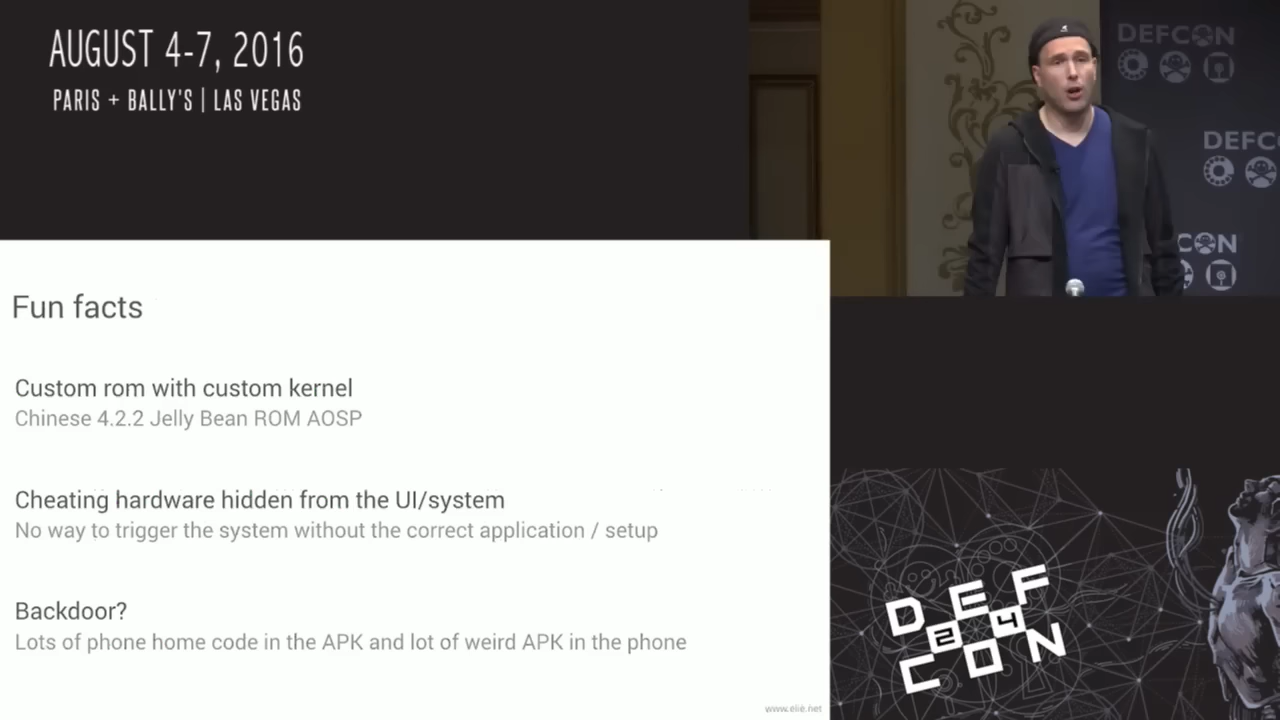 AUGUST 4-7, 2016
PARIS + BALLY'S | LAS VEGAS
DEFCON
DEFC
CON
Fun facts
Custom rom with custom kernel
Chinese 4.2.2 Jelly Bean ROM AOSP
Cheating hardware hidden from the UI/system
No way to trigger the system without the correct application / setup
Backdoor?
Lots of phone home code in the APK and lot of weird APK in the phone
www.elie.net
DEF
24
CON